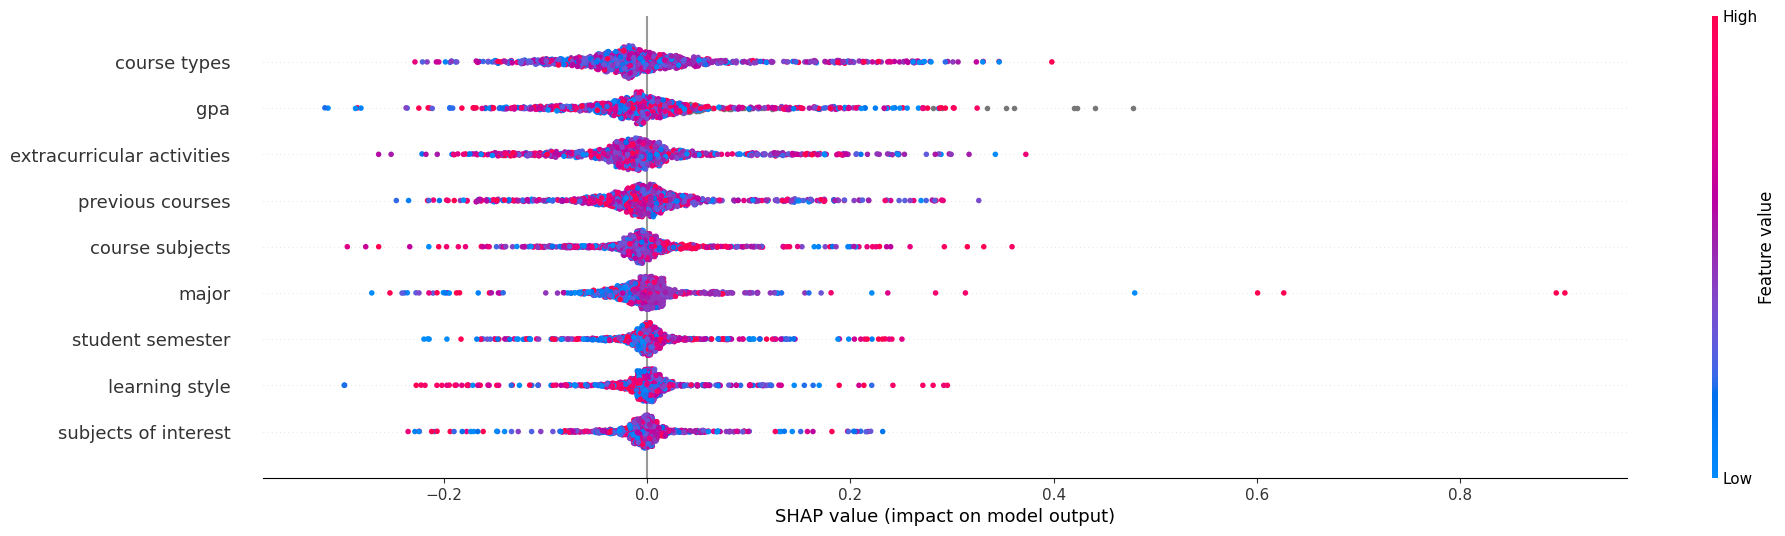 course types
gpa
extracurricular activities
previous courses
course subjects
major
student semester
learning style
subjects of interest
−0.2 0.0 0.2 0.4 0.6 0.8
SHAP value (impact on model output)
High
Feature value
Low